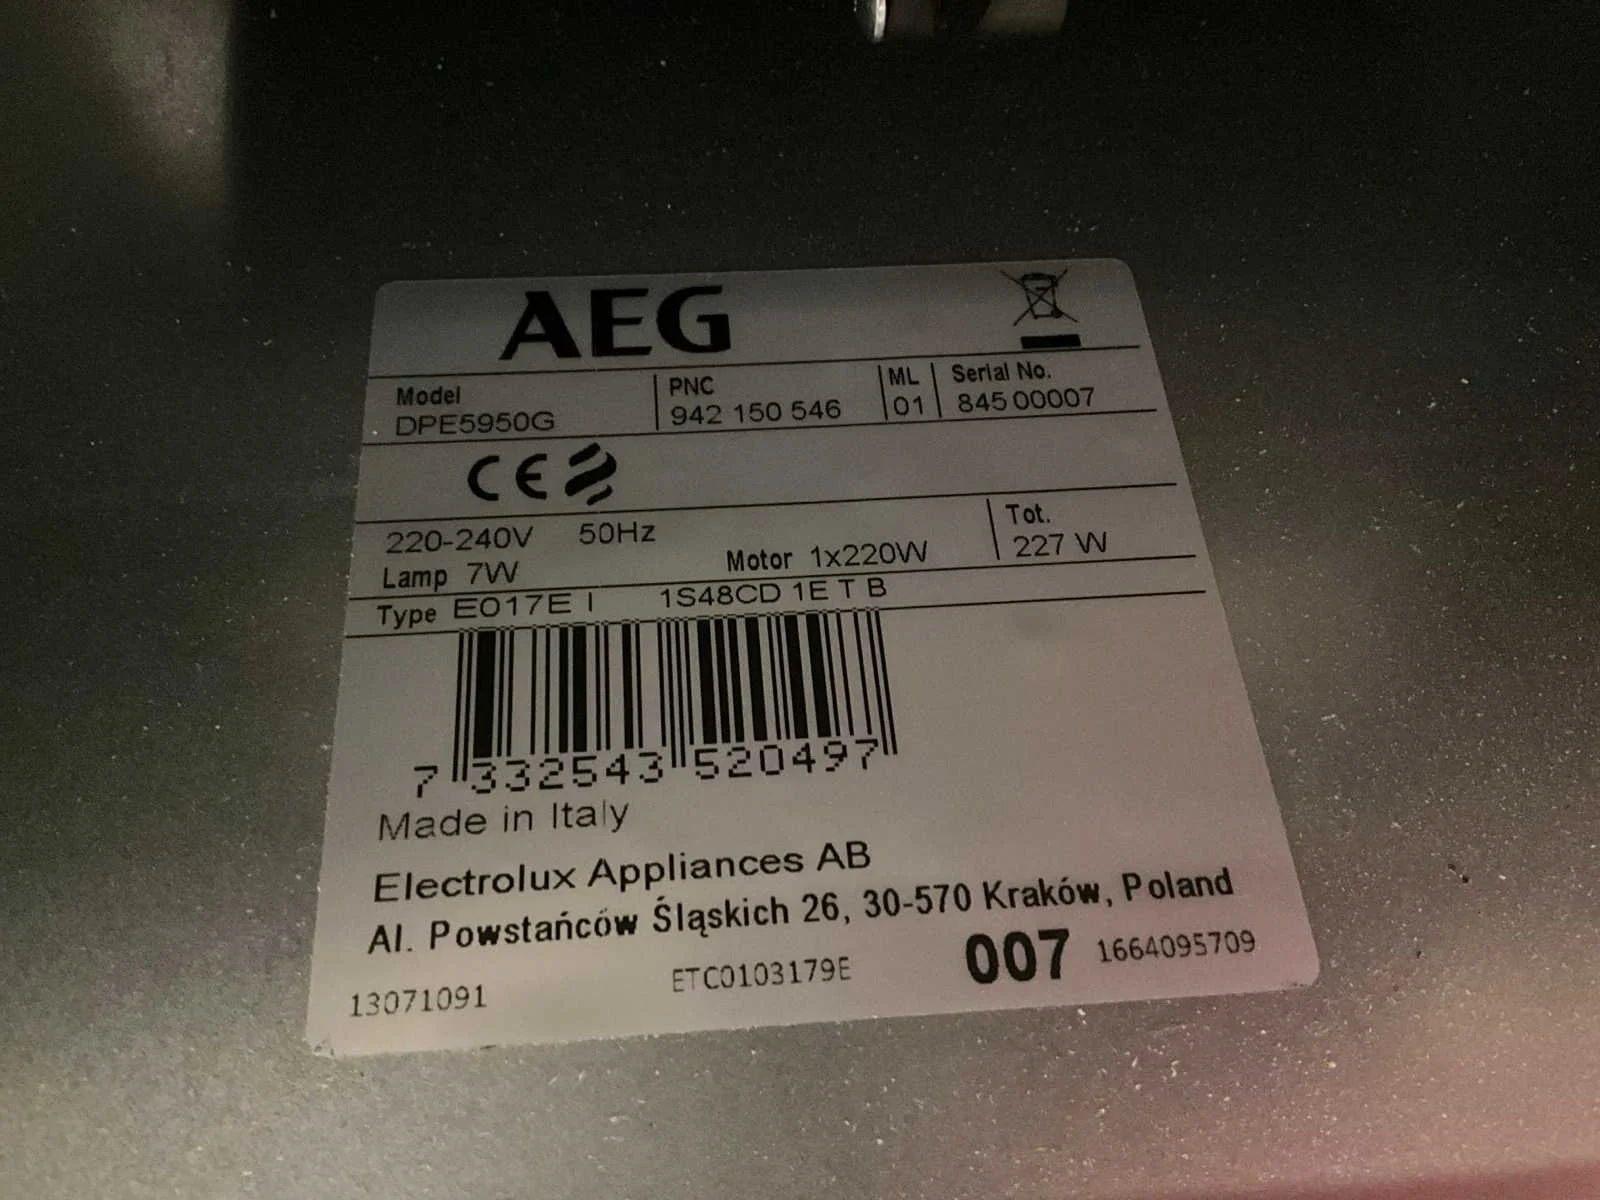 AEG
Model PNC ML Serial No.
DPE5950G 942 150 546 01 845 00007
CE
220-240V 50Hz Tot.
Lamp 7W Motor 1x220W 227 W
Type E017E I 1S48CD 1E T B
7 332543 520497
Made in Italy
Electrolux Appliances AB
Al. Powstańców Śląskich 26, 30-570 Kraków, Poland
13071091 ETC0103179E 007 1664095709